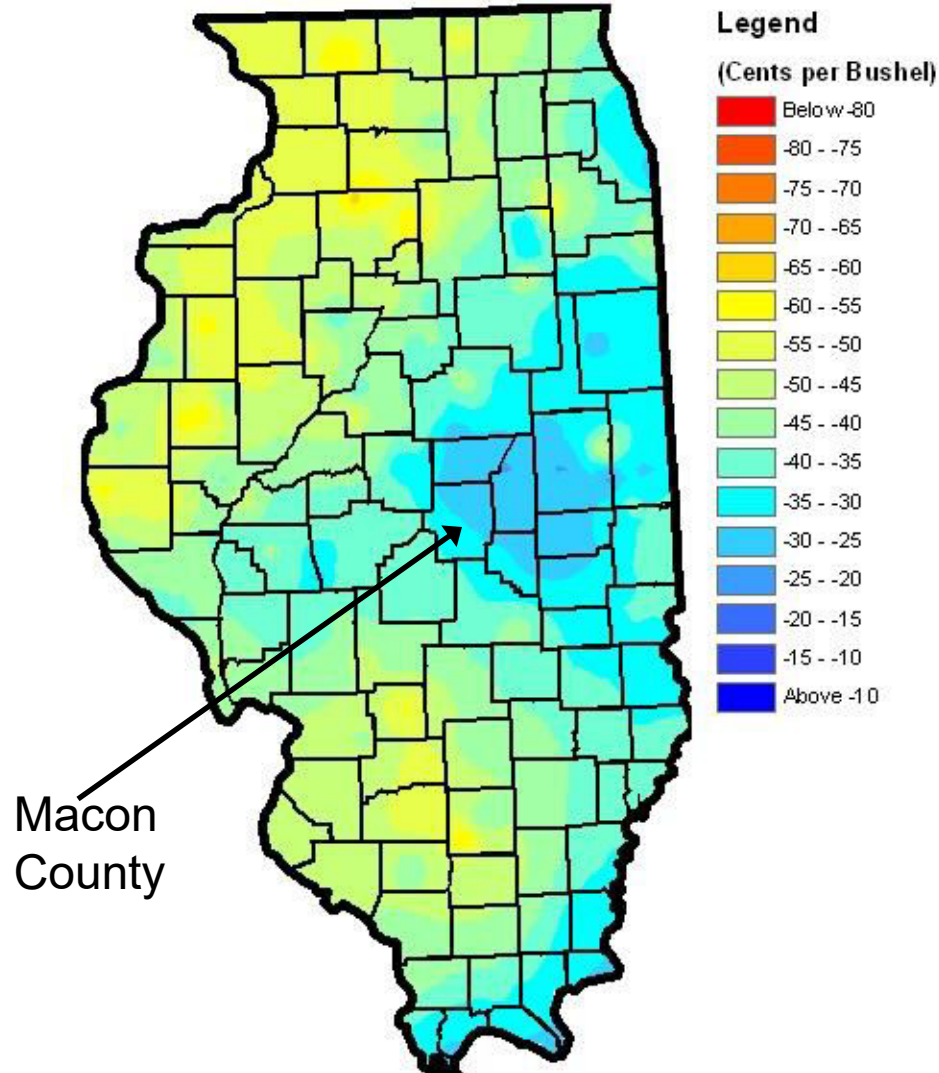 Legend
(Cents per Bushel)
Below -80
-80 - -75
-75 - -70
-70 - -65
-65 - -60
-60 - -55
-55 - -50
-50 - -45
-45 - -40
-40 - -35
-35 - -30
-30 - -25
-25 - -20
-20 - -15
-15 - -10
Above -10
Macon
County